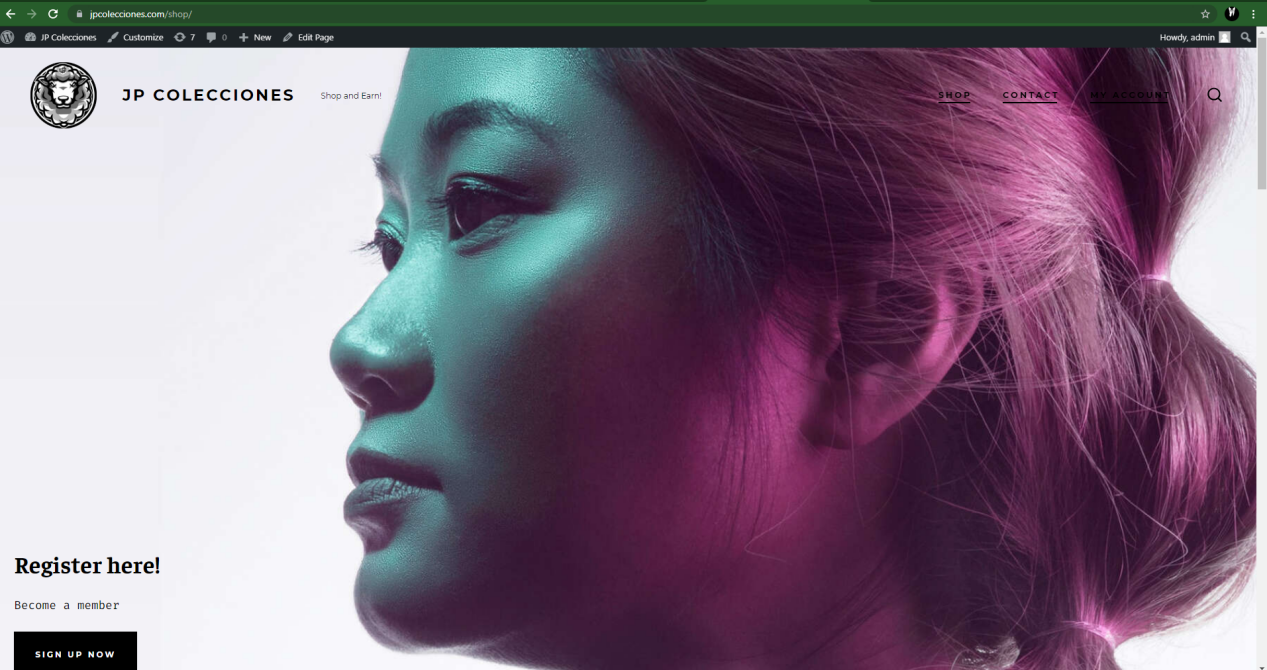 jpcolecciones.com/shop/
JP Colecciones Customize 7 0 New Edit Page Howdy, admin
JP COLECCIONES Shop and Earn! SHOP CONTACT MY ACCOUNT
Register here!
Become a member
SIGN UP NOW